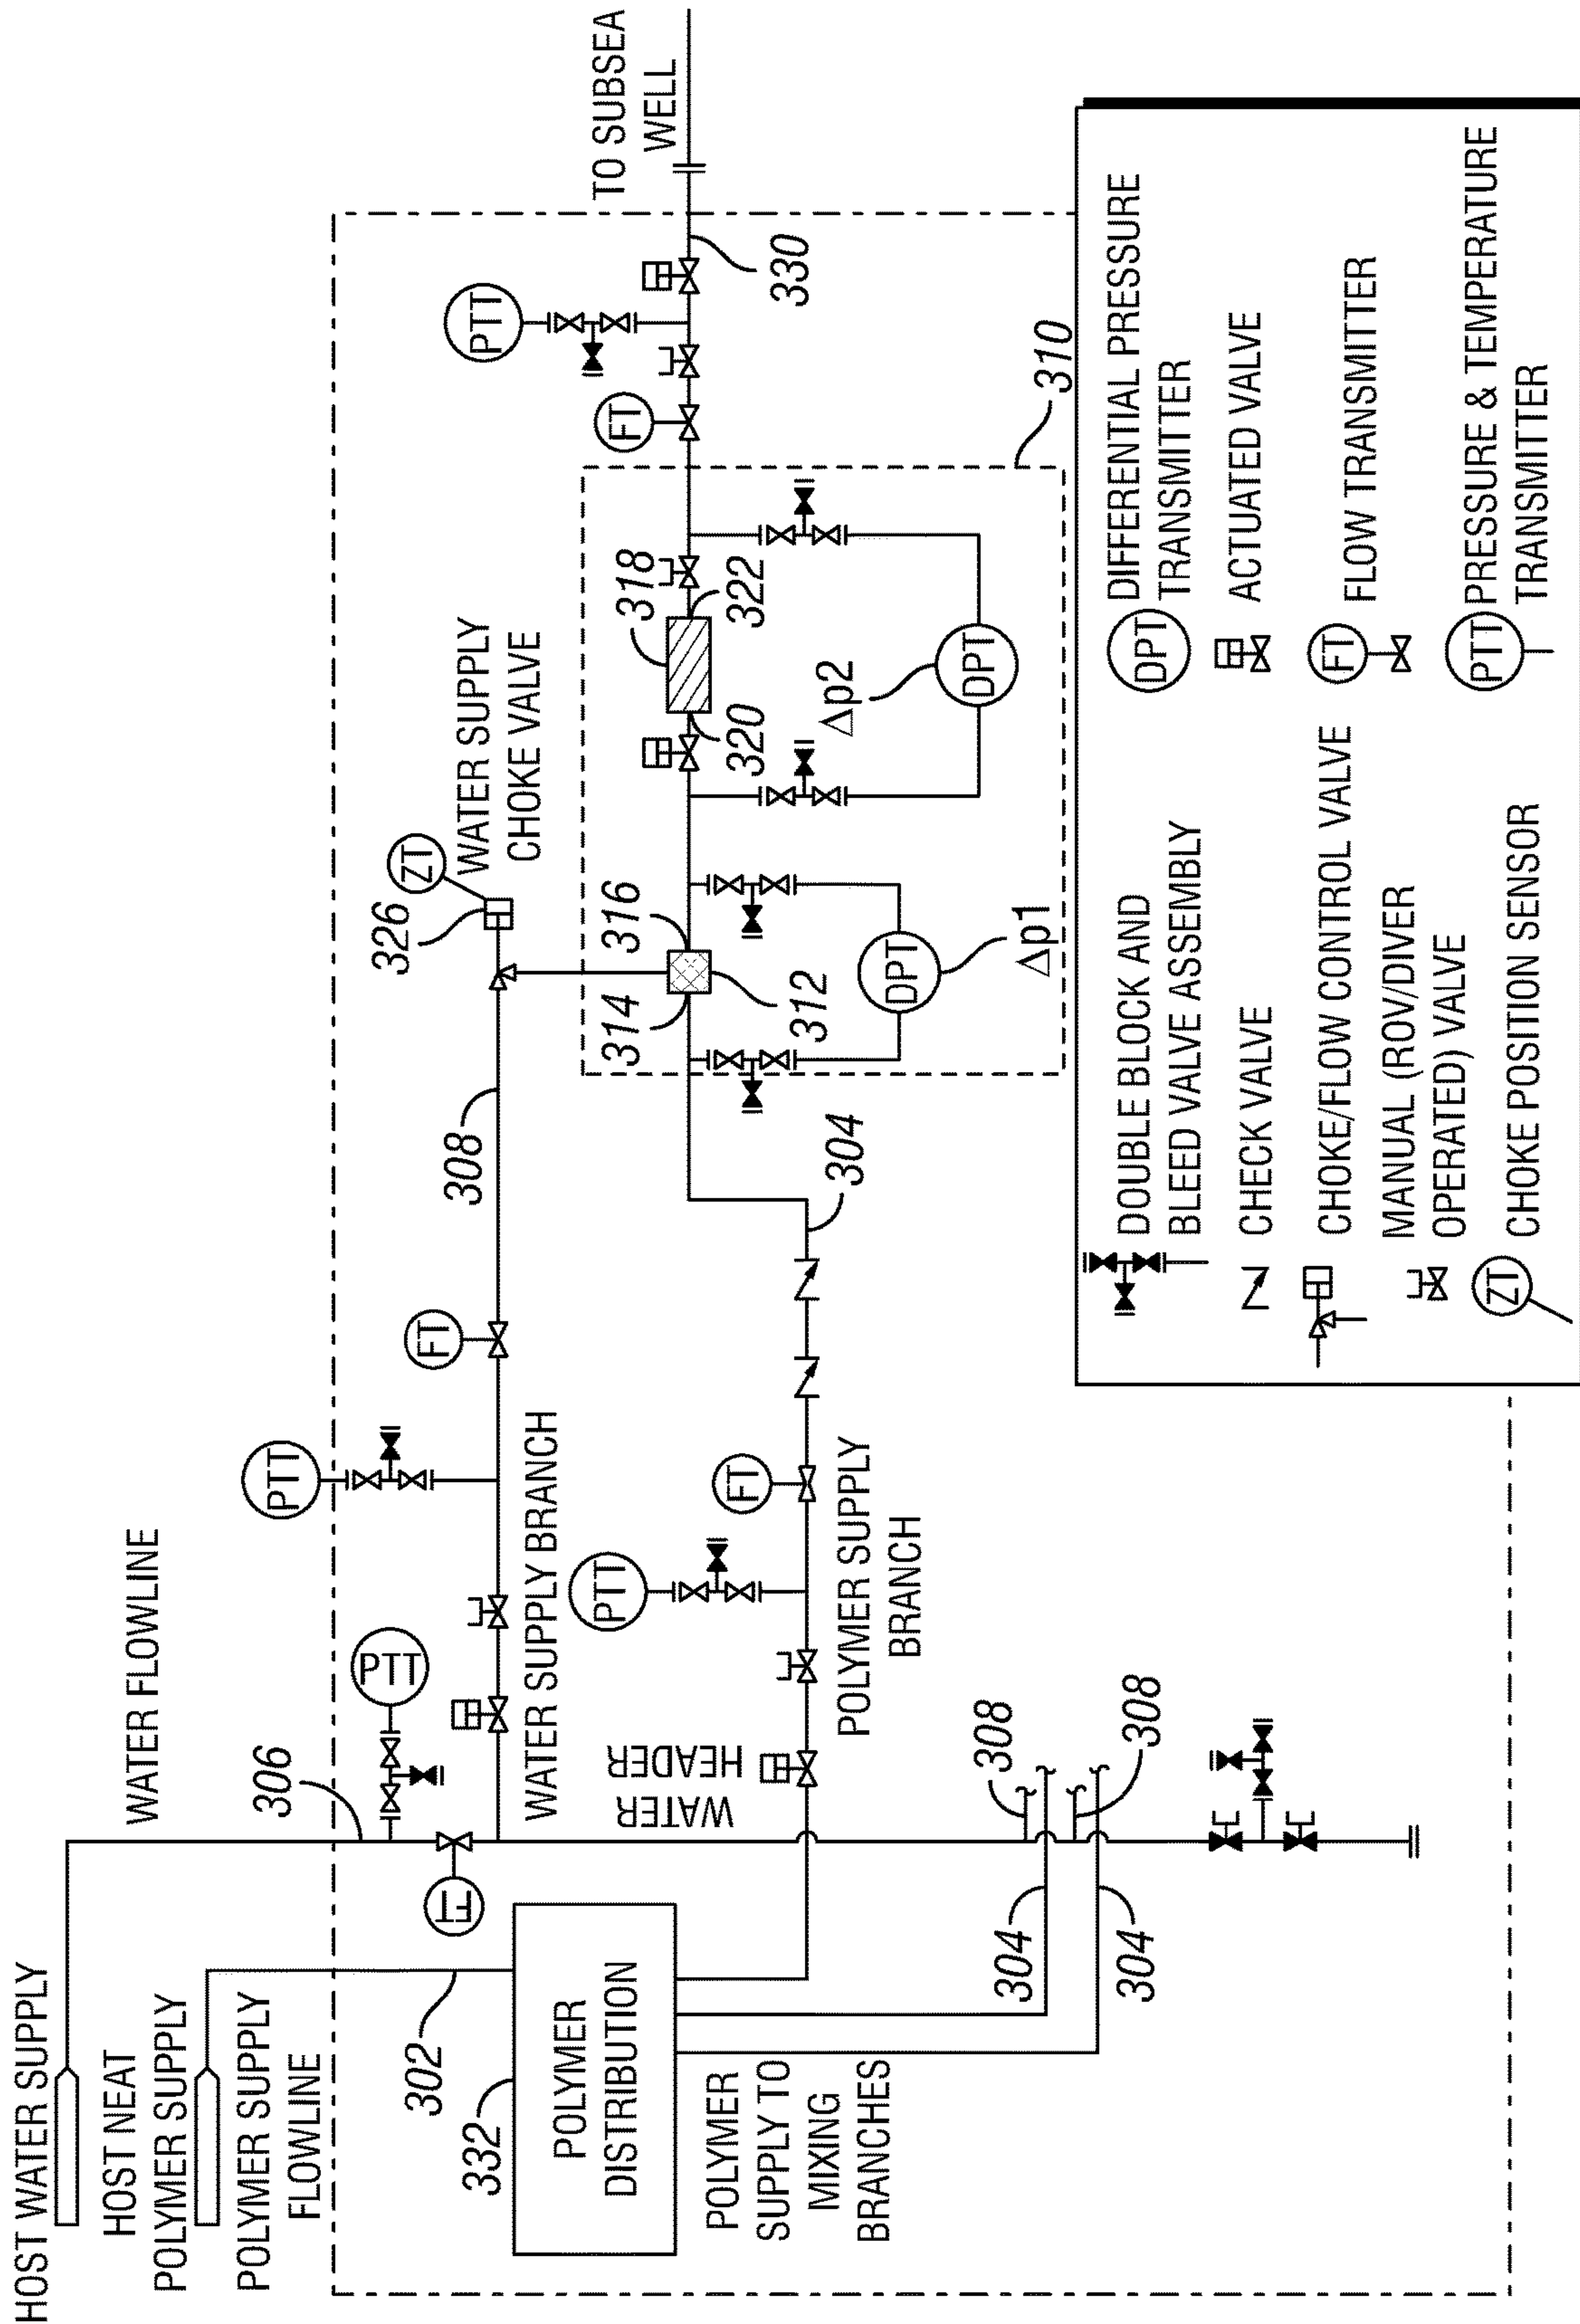 HOST WATER SUPPLY
HOST NEAT
POLYMER SUPPLY
POLYMER SUPPLY
FLOWLINE
WATER FLOWLINE
306
302
332
POLYMER
DISTRIBUTION
POLYMER
SUPPLY TO
MIXING
BRANCHES
FT
PTT
PTT
FT
WATER SUPPLY BRANCH
WATER
HEADER
308
326
ZT
WATER SUPPLY
CHOKE VALVE
PTT
FT
POLYMER SUPPLY
BRANCH
304
304
304
308
308
314
316
312
DPT
Δp1
318
320
322
Δp2
DPT
310
FT
PTT
330
TO SUBSEA
WELL
DOUBLE BLOCK AND
BLEED VALVE ASSEMBLY
CHECK VALVE
CHOKE/FLOW CONTROL VALVE
MANUAL (ROV/DIVER
OPERATED) VALVE
ZT
CHOKE POSITION SENSOR
DPT
DIFFERENTIAL PRESSURE
TRANSMITTER
ACTUATED VALVE
FT
FLOW TRANSMITTER
PTT
PRESSURE & TEMPERATURE
TRANSMITTER